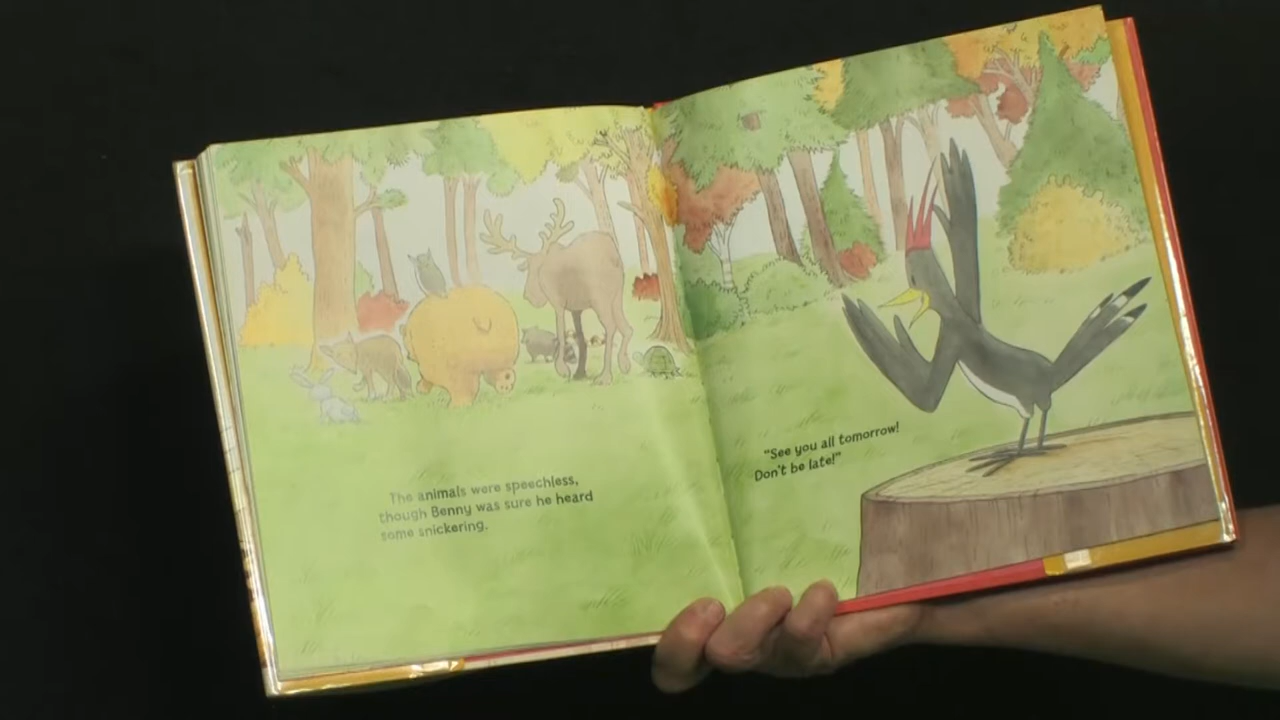 The animals were speechless,
though Benny was sure he heard
some snickering.
"See you all tomorrow!
Don't be late!"